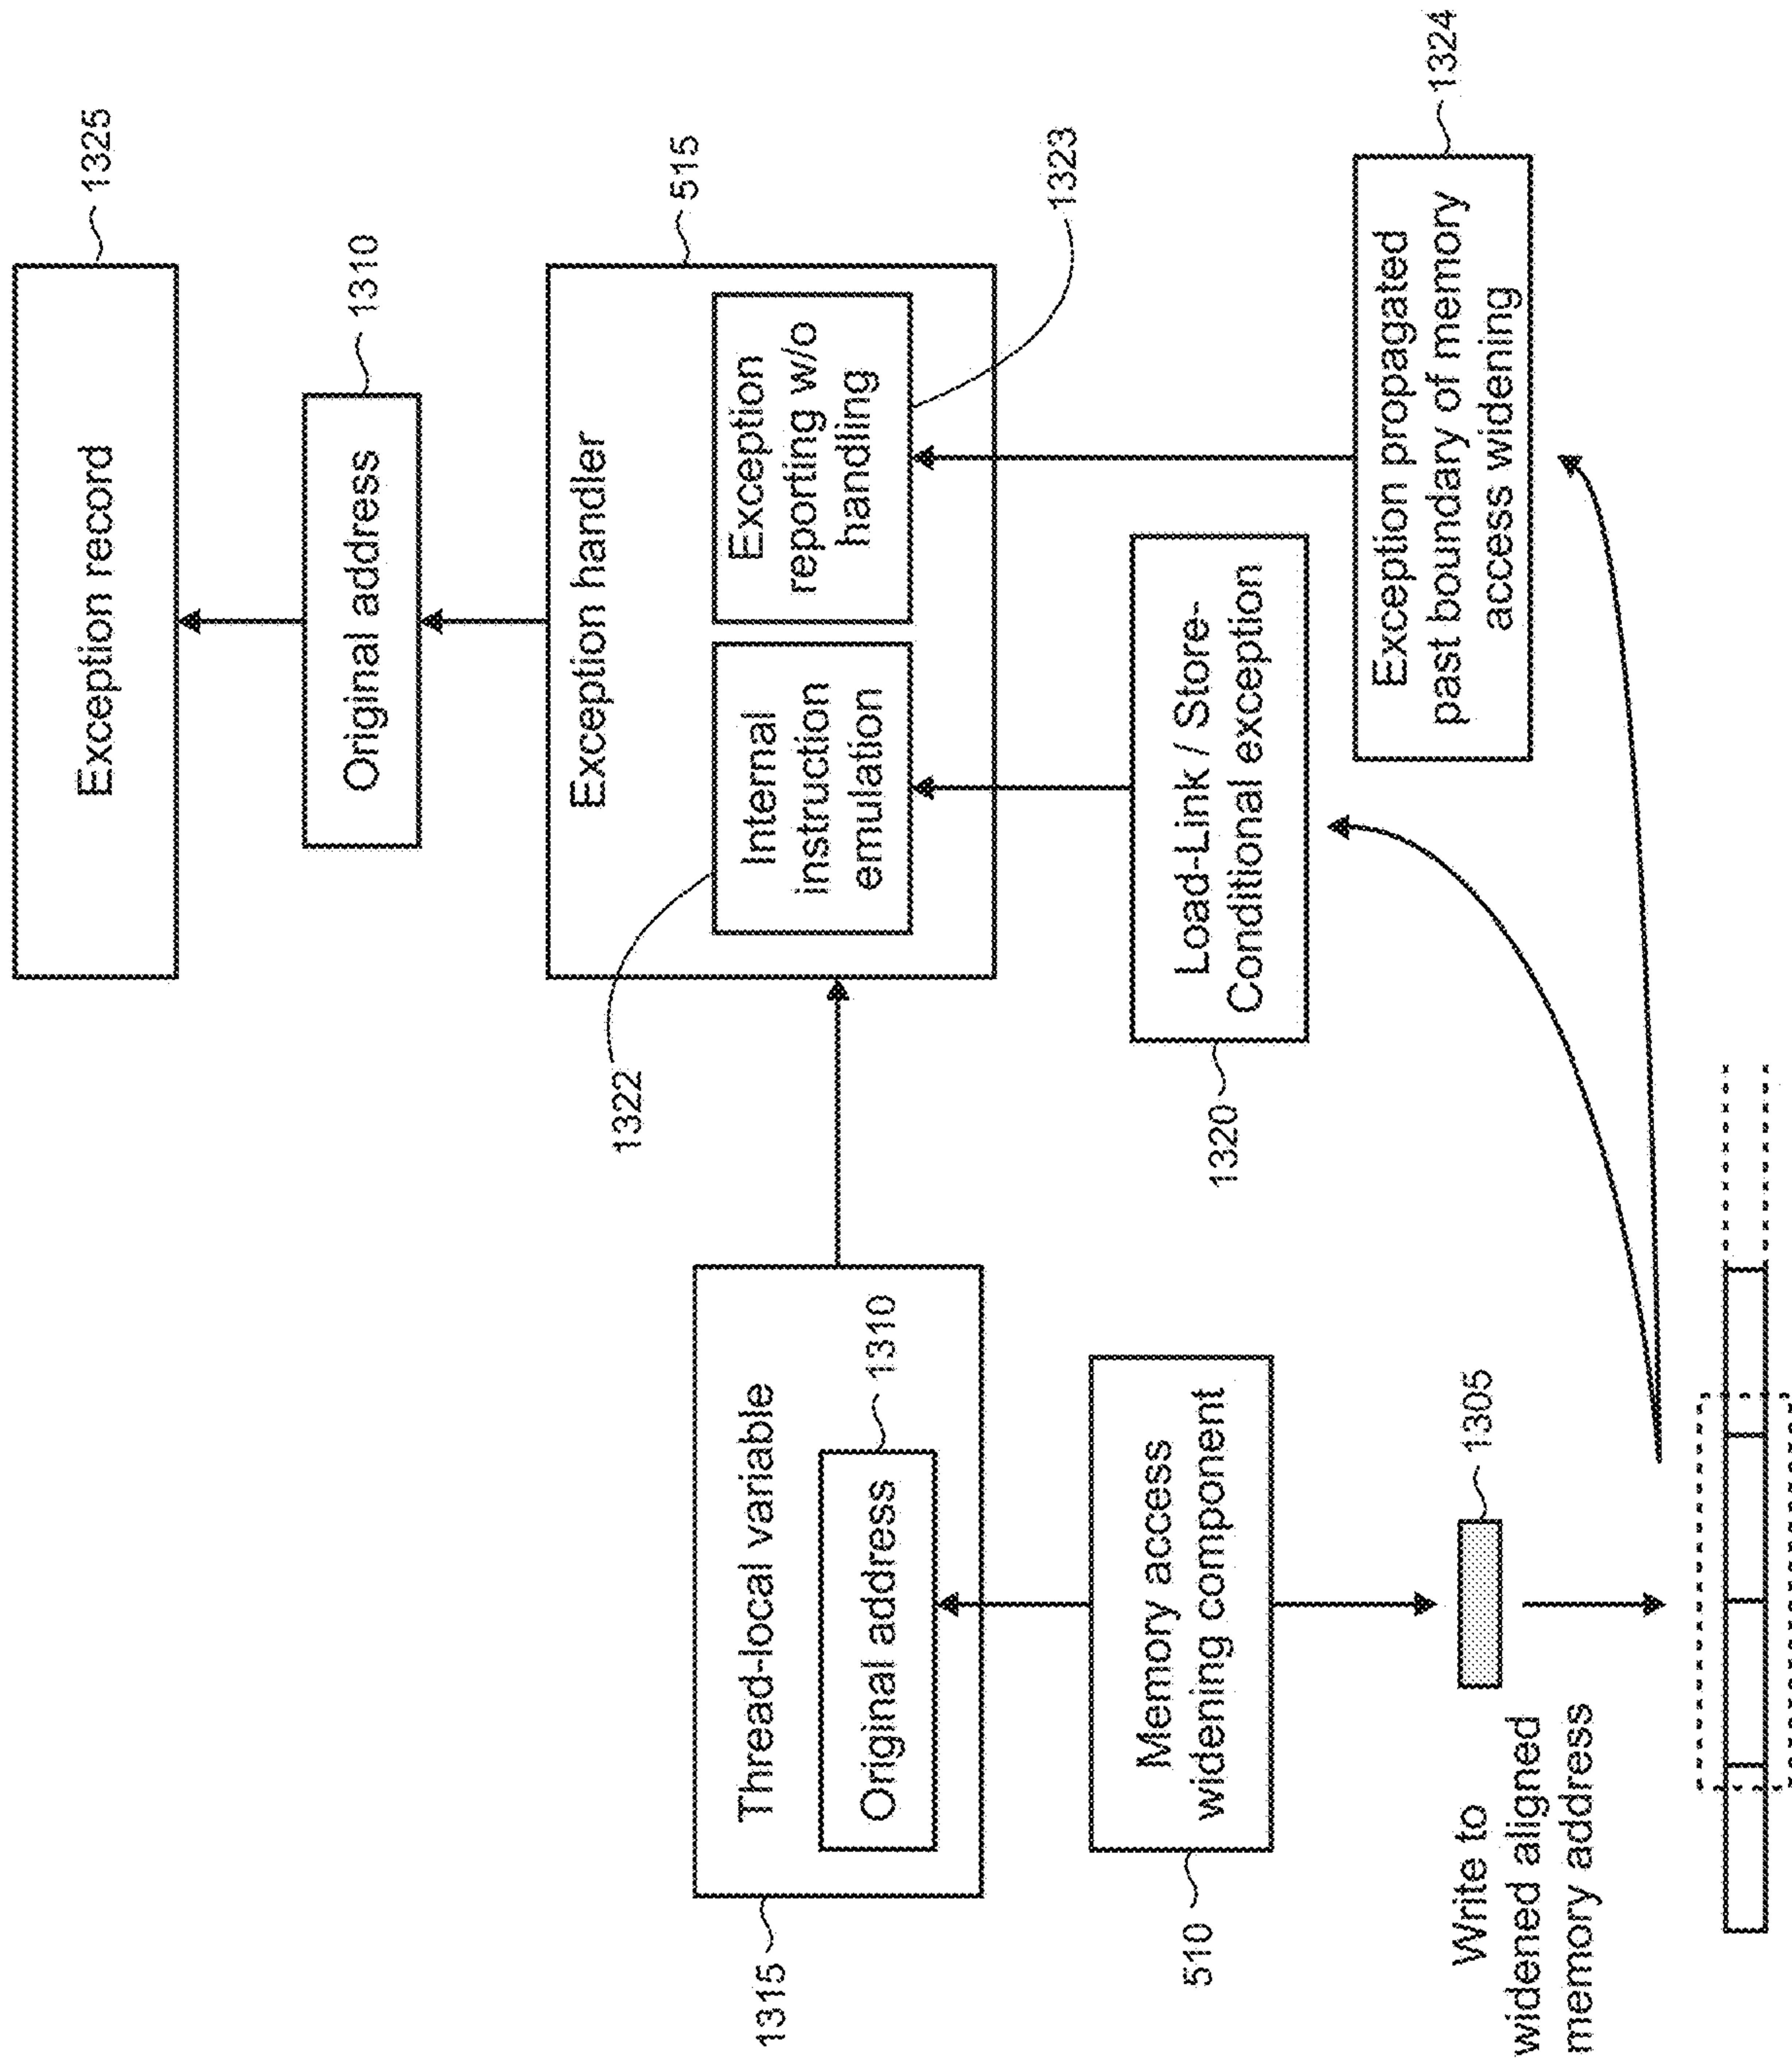 Exception record
1325
Original address
1310
Exception handler
515
Internal
instruction
emulation
1322
Exception
reporting w/o
handling
1323
Thread-local variable
1315
Original address
1310
Memory access
widening component
510
Load-Link / Store-
Conditional exception
1320
Exception propagated
past boundary of memory
access widening
1324
Write to
widened aligned
memory address
1305